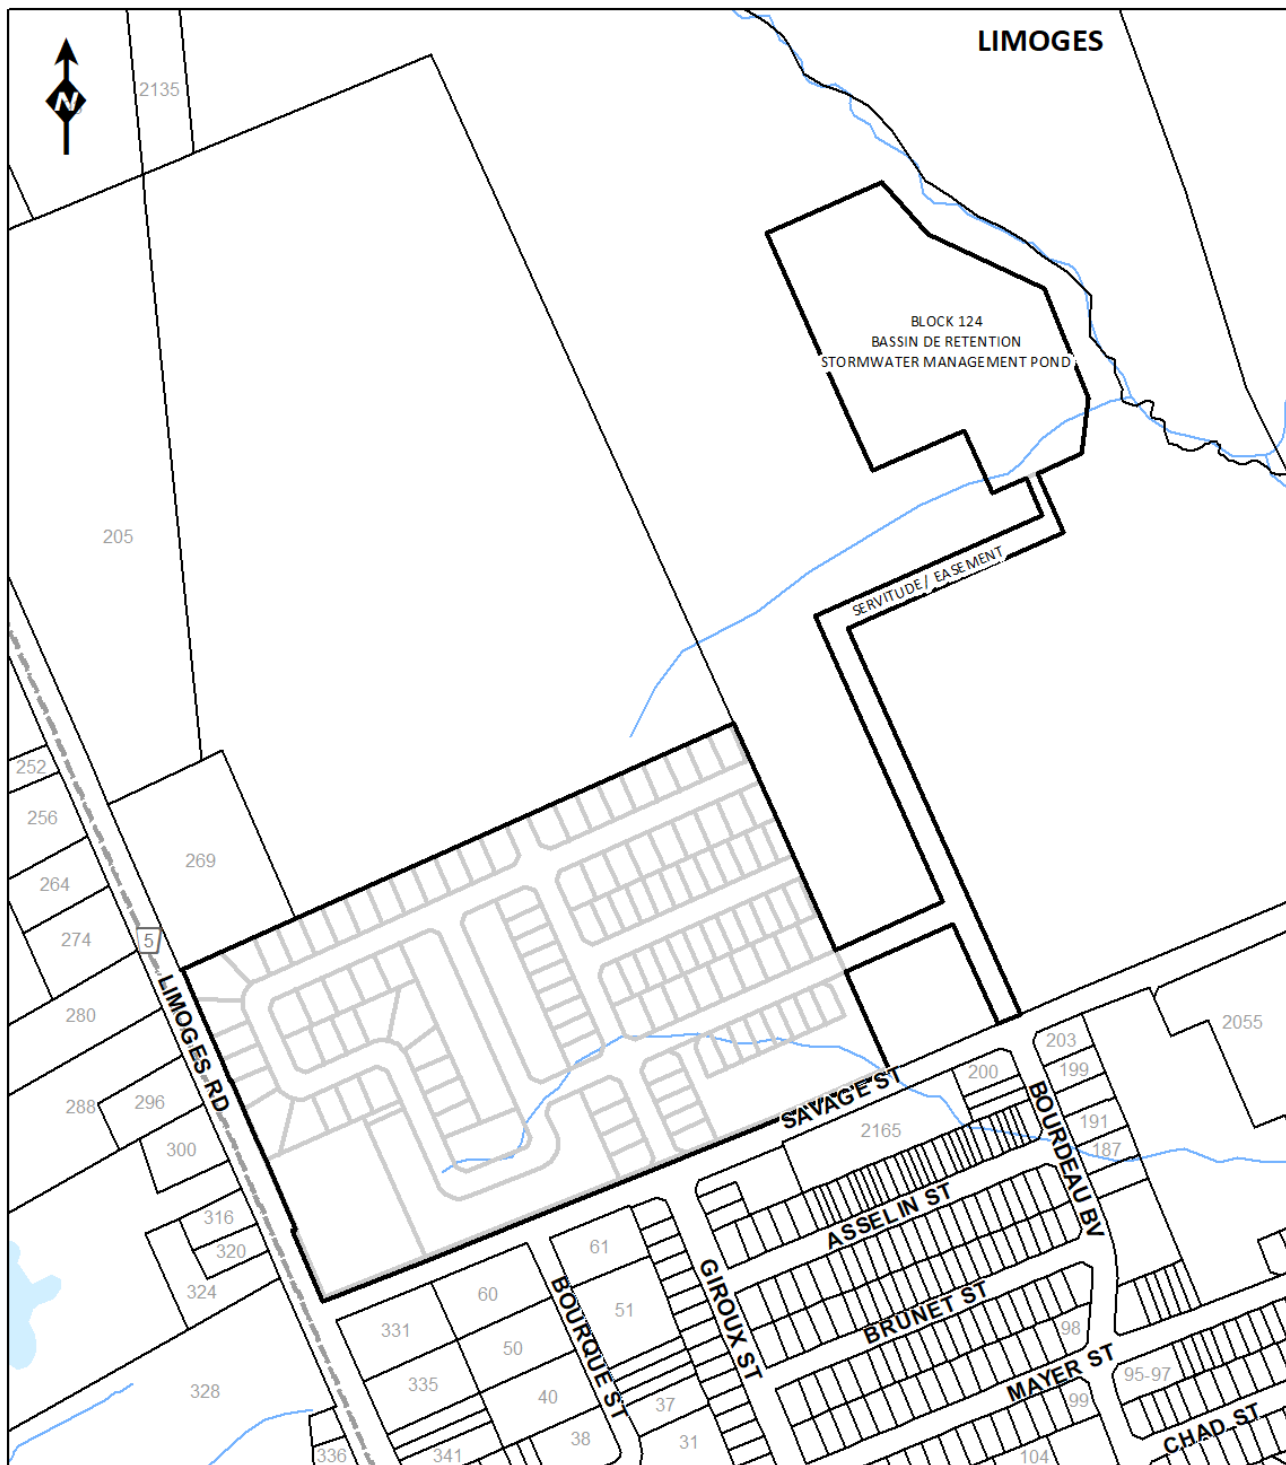 LIMOGES
N
2135
BLOCK 124
BASSIN DE RETENTION
STORMWATER MANAGEMENT POND
205
SERVITUDE / EASEMENT
252
256
269
264
274
5
280
LIMOGES RD
2055
203
200
199
288
296
SAVAGE ST
BOURDEAU BV
191
2165
300
187
316
ASSELIN ST
320
61
324
60
GIROUX ST
BOURQUE ST
51
BRUNET ST
331
98
50
MAYER ST
335
95-97
328
40
37
99
CHAD ST
38
31
336
341
104